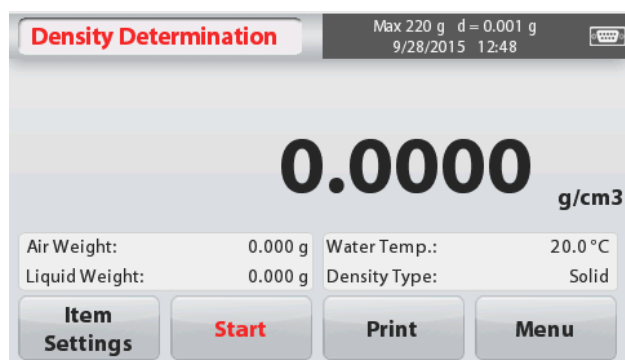 Density Determination
Max 220 g d = 0.001 g
9/28/2015 12:48
0.0000
g/cm3
Air Weight: 0.000 g
Liquid Weight: 0.000 g
Water Temp.: 20.0 °C
Density Type: Solid
Item
Settings
Start
Print
Menu